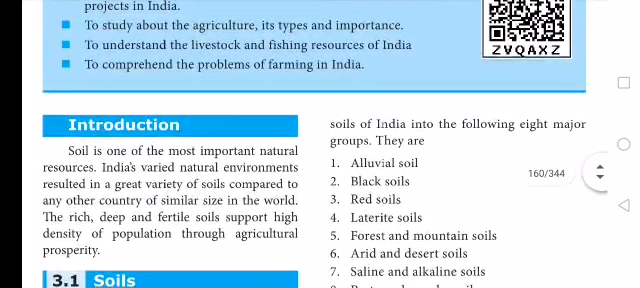 projects in India.
To study about the agriculture, its types and importance.
To understand the livestock and fishing resources of India
To comprehend the problems of farming in India.
ZVQAXZ
Introduction
Soil is one of the most important natural
resources. India's varied natural environments
resulted in a great variety of soils compared to
any other country of similar size in the world.
The rich, deep and fertile soils support high
density of population through agricultural
prosperity.
3.1 Soils
soils of India into the following eight major
groups. They are
1. Alluvial soil
2. Black soils
3. Red soils
4. Laterite soils
5. Forest and mountain soils
6. Arid and desert soils
7. Saline and alkaline soils
160/344